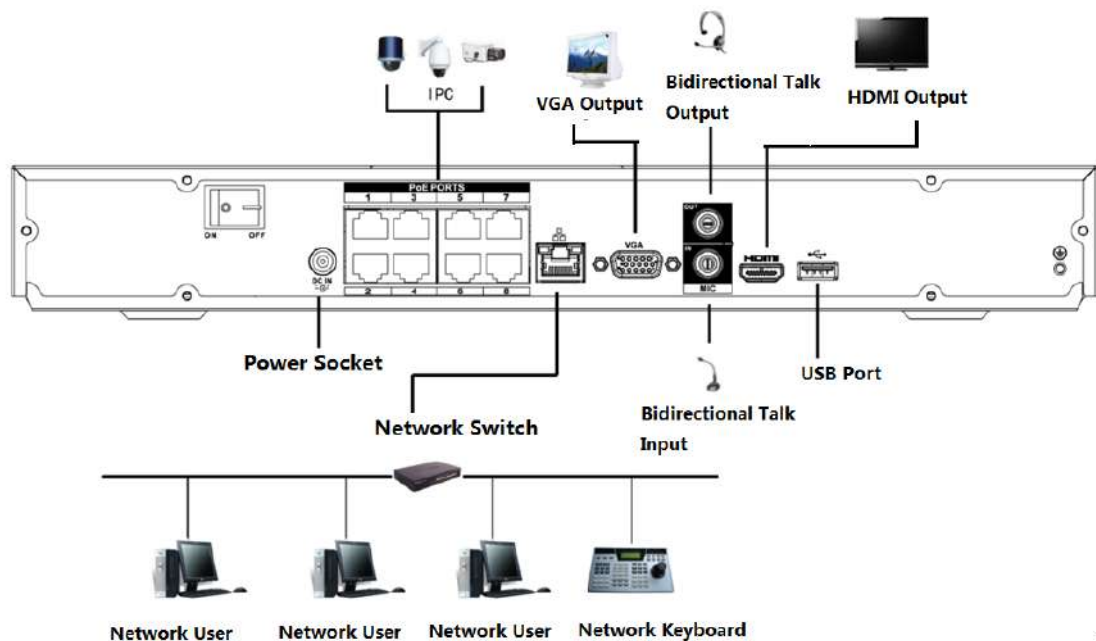 IPC
VGA Output
Bidirectional Talk
Output
HDMI Output
PoE PORTS
1 3 5 7
ON OFF
DC IN
2 4 6 8
VGA
OUT
IN
MIC
HDMI
Power Socket
USB Port
Network Switch
Bidirectional Talk
Input
Network User
Network User
Network User
Network Keyboard